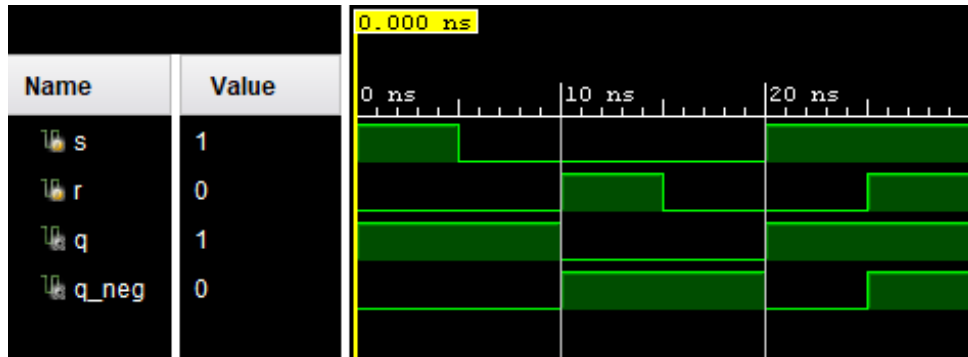 0.000 ns
Name Value
0 ns 10 ns 20 ns
s 1
r 0
q 1
q_neg 0